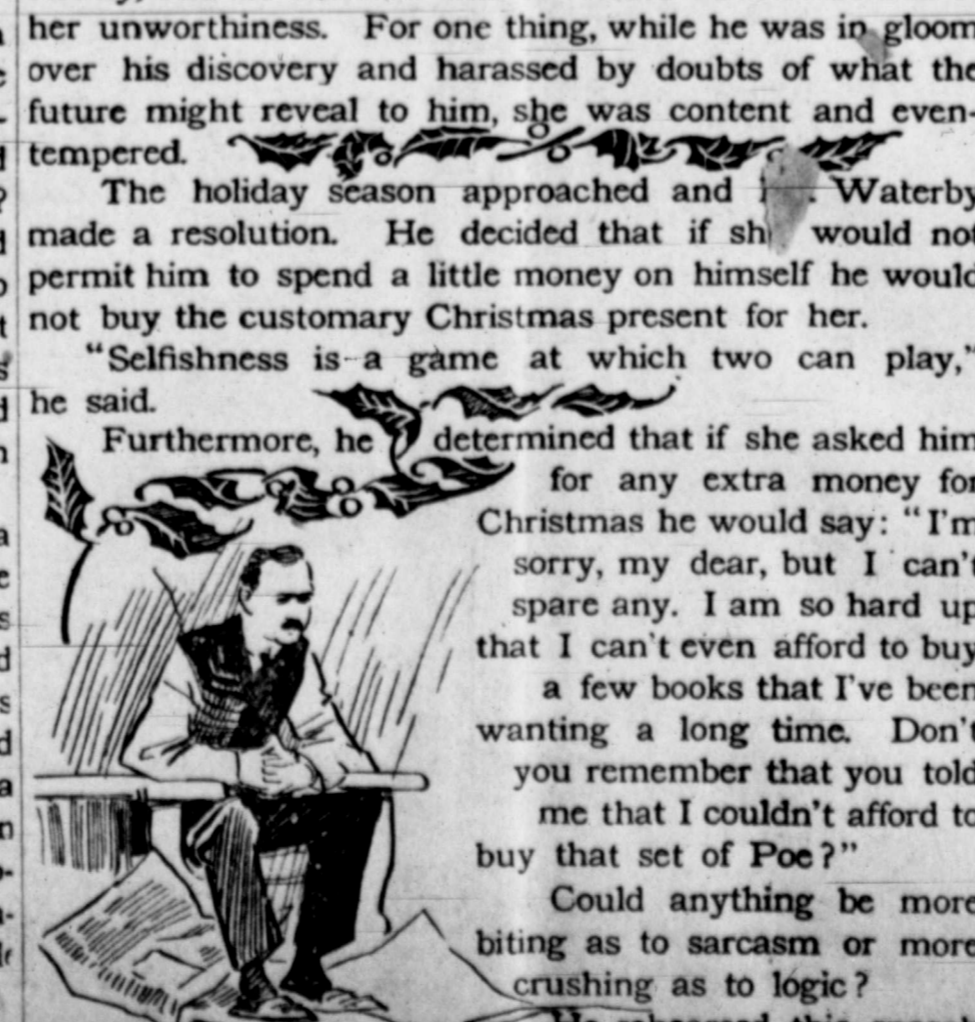 her unworthiness. For one thing, while he was in gloom
over his discovery and harassed by doubts of what the
future might reveal to him, she was content and even-
tempered.
The holiday season approached and Waterby
made a resolution. He decided that if she would not
permit him to spend a little money on himself he would
not buy the customary Christmas present for her.
"Selfishness is a game at which two can play,"
he said.
Furthermore, he determined that if she asked him
for any extra money for
Christmas he would say: "I'm
sorry, my dear, but I can't
spare any. I am so hard up
that I can't even afford to buy
a few books that I've been
wanting a long time. Don't
you remember that you told
me that I couldn't afford to
buy that set of Poe?"
Could anything be more
biting as to sarcasm or more
crushing as to logic?